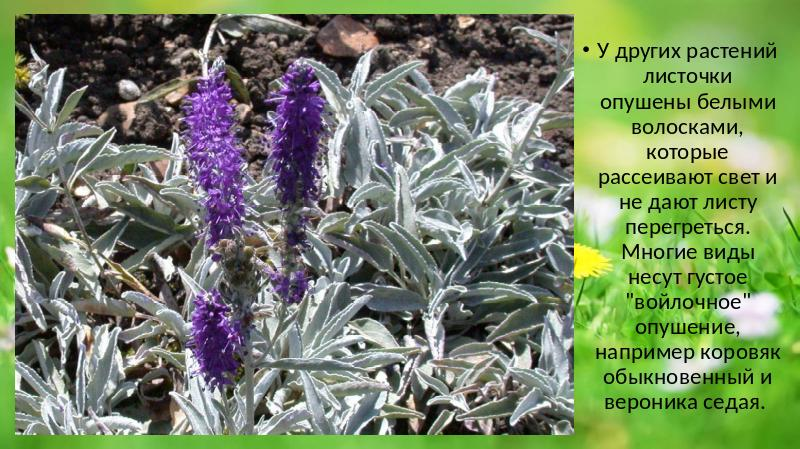 • У других растений
листочки
опушены белыми
волосками,
которые
рассеивают свет и
не дают листу
перегреться.
Многие виды
несут густое
"войлочное"
опушение,
например коровяк
обыкновенный и
вероника седая.